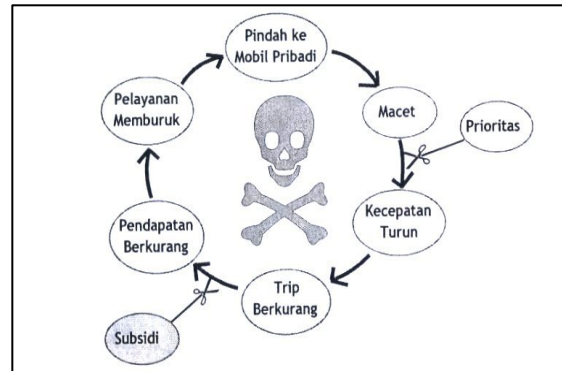 Pindah ke
Mobil Pribadi
Macet
Prioritas
Kecepatan
Turun
Trip
Berkurang
Subsidi
Pendapatan
Berkurang
Pelayanan
Memburuk